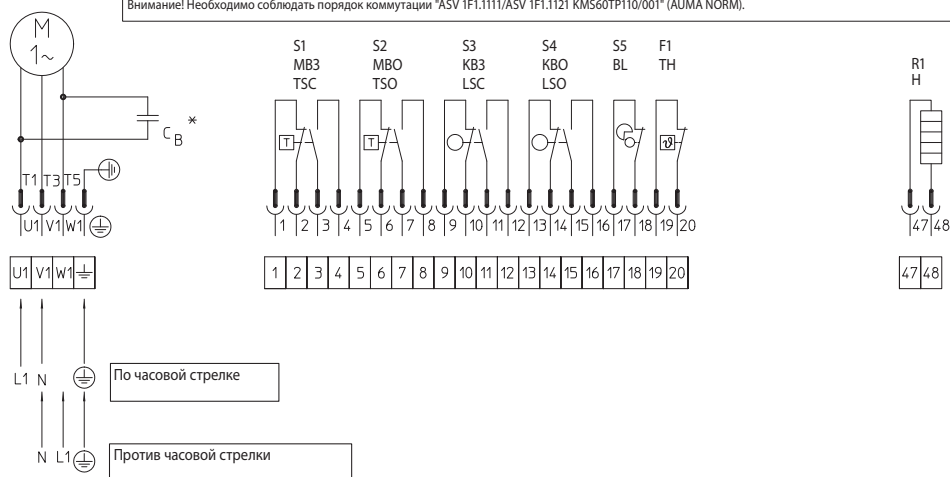 Внимание! Необходимо соблюдать порядок коммутации "ASV 1F1.1111/ASV 1F1.1121 KMS60TP110/001" (AUMA NORM).
M
1~
S1 S2 S3 S4 S5 F1
MB3 MBO KB3 KBO BL TH
TSC TSO LSC LSO
R1
H
C B *
T T ϑ
T1 T3 T5
U1 V1 W1
1 2 3 4 5 6 7 8 9 10 11 12 13 14 15 16 17 18 19 20
47 48
U1 V1 W1
1 2 3 4 5 6 7 8 9 10 11 12 13 14 15 16 17 18 19 20
47 48
L1 N
По часовой стрелке
N L1
Против часовой стрелки